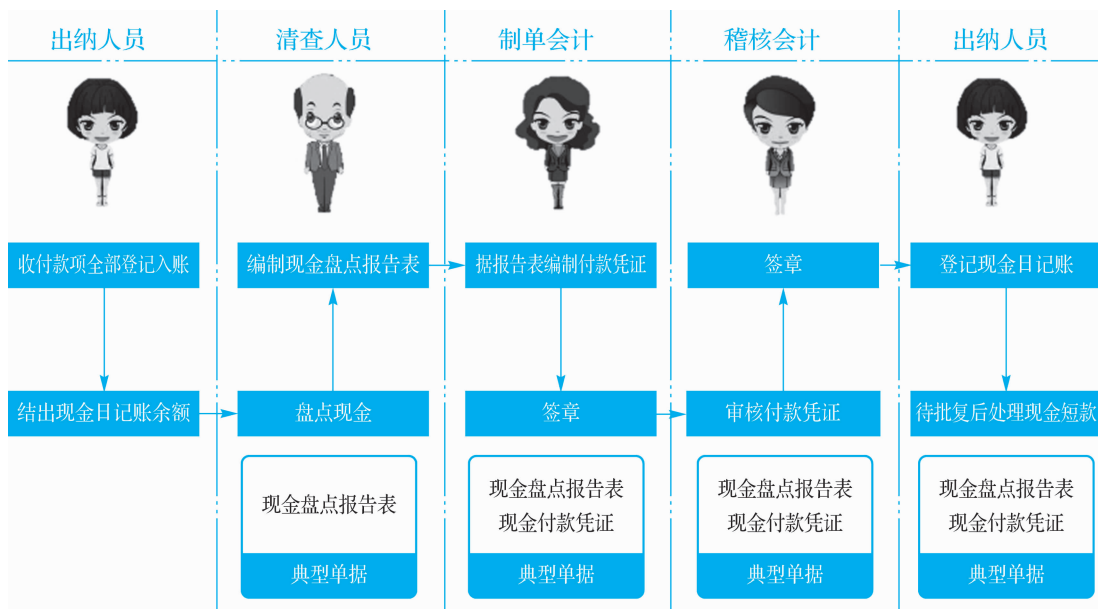 出纳人员
清查人员
制单会计
稽核会计
出纳人员
收付款项全部登记入账
编制现金盘点报告表
据报告表编制付款凭证
签章
登记现金日记账
结出现金日记账余额
盘点现金
签章
审核付款凭证
待批复后处理现金短款
现金盘点报告表
典型单据
现金盘点报告表
现金付款凭证
典型单据
现金盘点报告表
现金付款凭证
典型单据
现金盘点报告表
现金付款凭证
典型单据